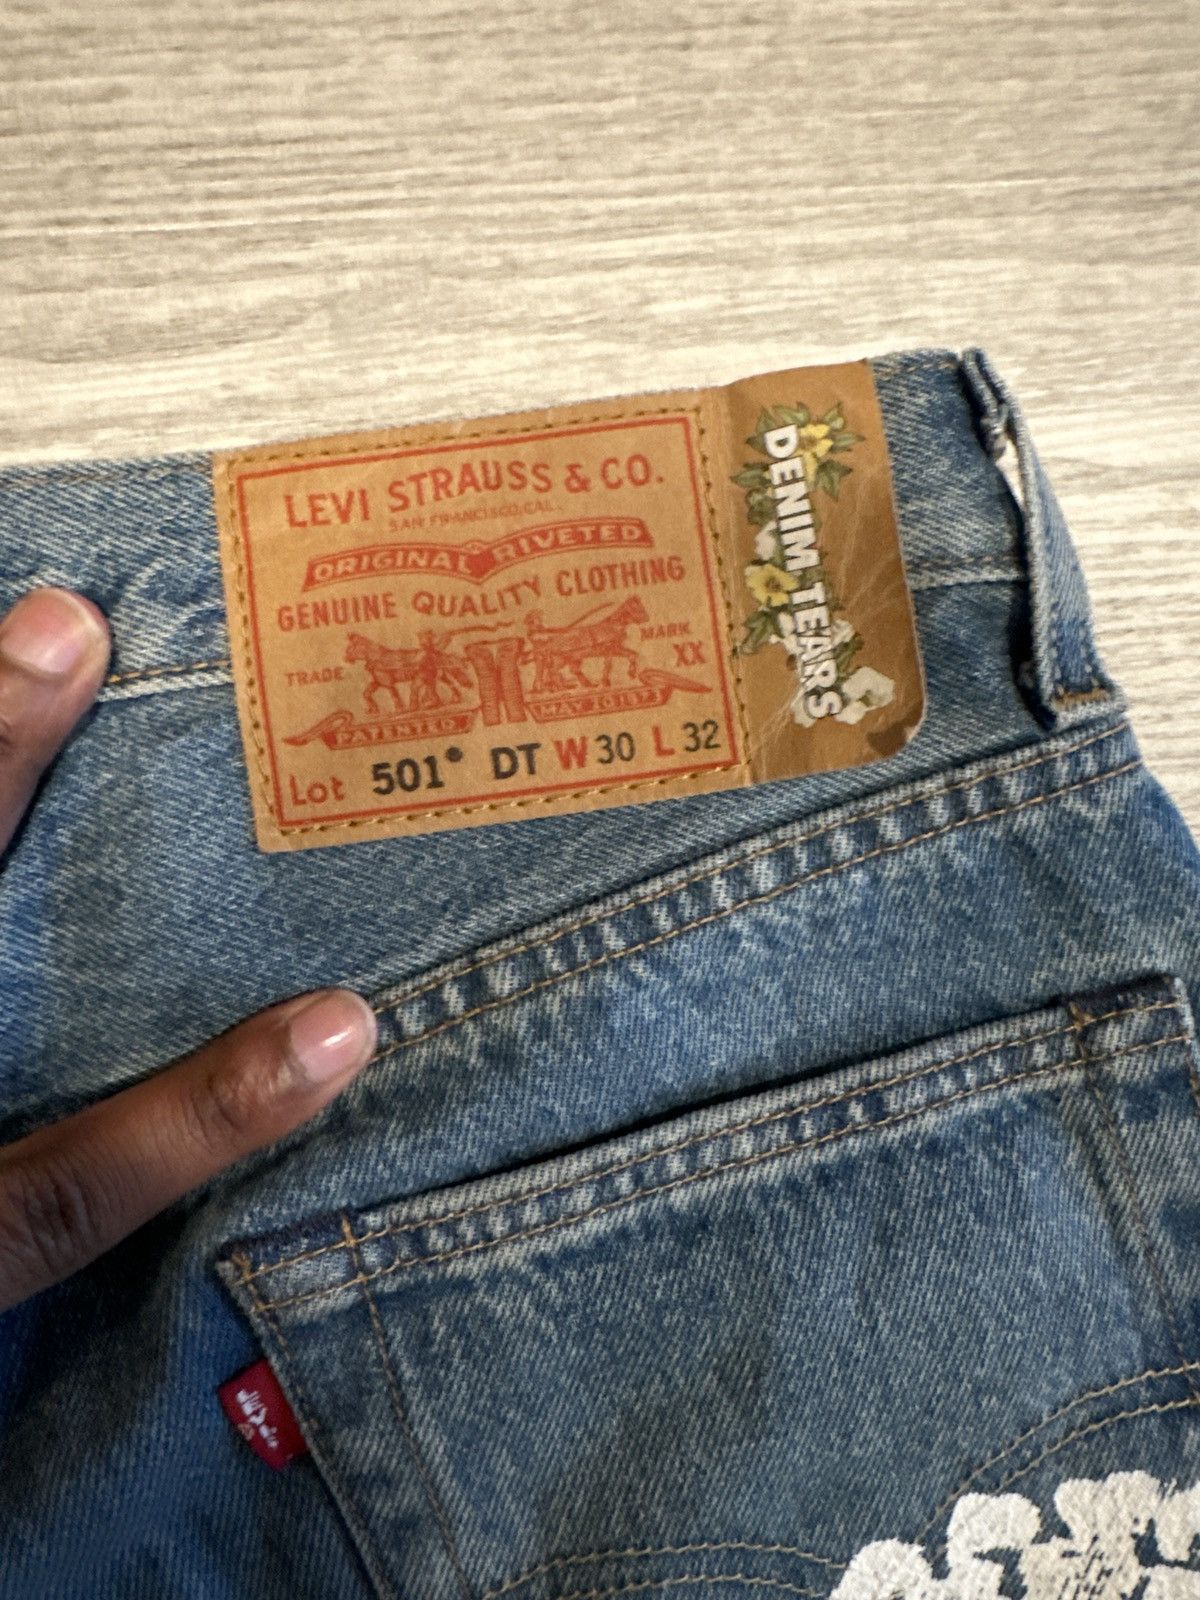 LEVI STRAUSS & CO.
SAN FRANCISCO, CAL.
ORIGINAL RIVETED
GENUINE QUALITY CLOTHING
TRADE MARK
XX
PATENTED MAY 20 1873
Lot 501® DT W 30 L 32
DENIM TEARS